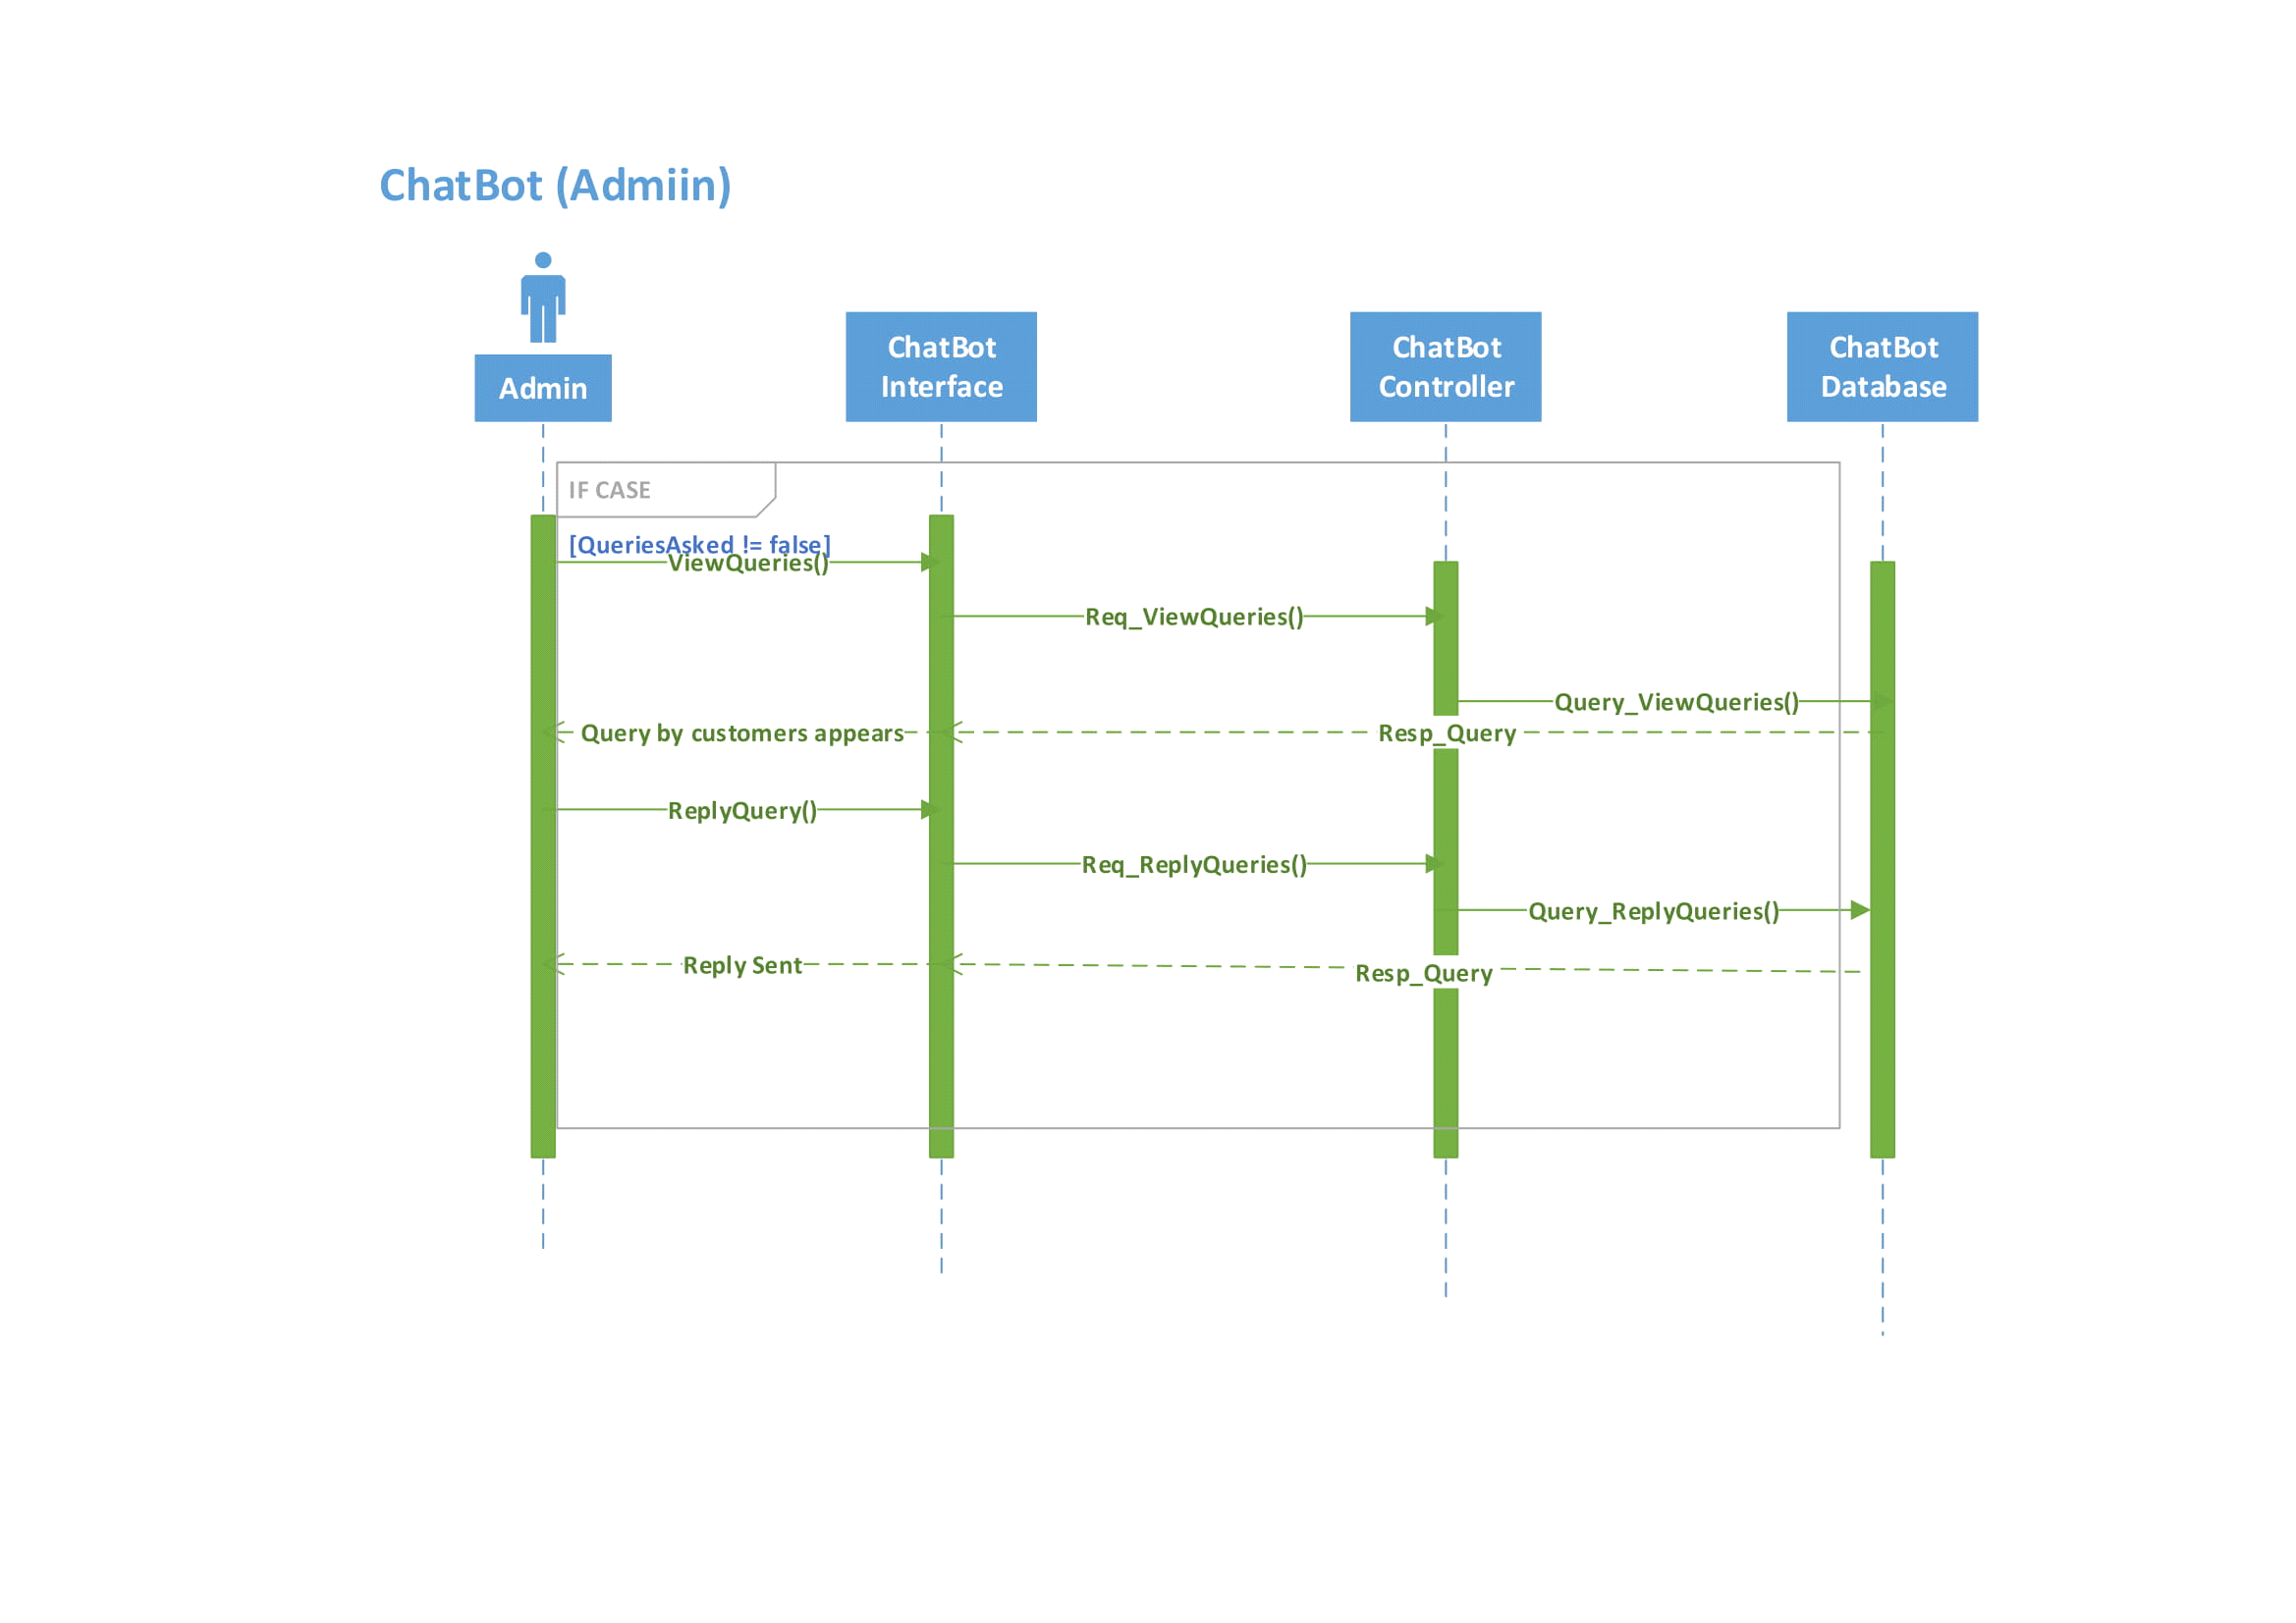 ChatBot (Admiin)
Admin
ChatBot
Interface
ChatBot
Controller
ChatBot
Database
IF CASE
[QueriesAsked != false]
ViewQueries()
Req_ViewQueries()
Query_ViewQueries()
Query by customers appears
Resp_Query
ReplyQuery()
Req_ReplyQueries()
Query_ReplyQueries()
Reply Sent
Resp_Query